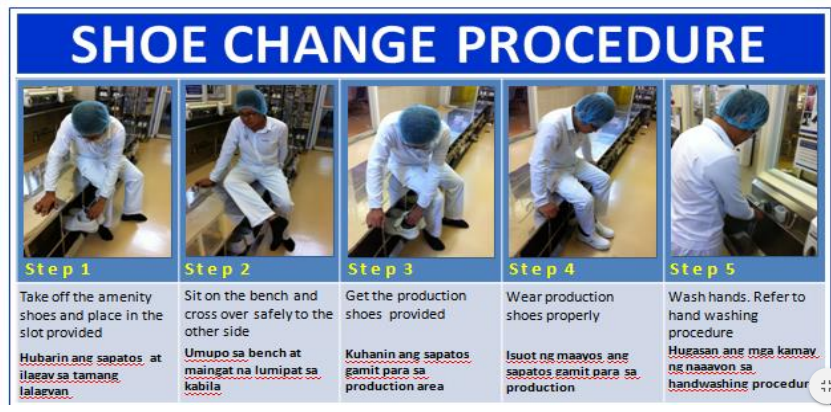 SHOE CHANGE PROCEDURE
Step 1
Take off the amenity
shoes and place in the
slot provided
Hubarin ang sapatos at
ilagay sa tamang
lalagyan
Step 2
Sit on the bench and
cross over safely to the
other side
Umupo sa bench at
maingat na lumipat sa
kabila
Step 3
Get the production
shoes provided
Kuhanin ang sapatos
gamit para sa
production area
Step 4
Wear production
shoes properly
Isuot ng maayos ang
sapatos gamit para sa
production
Step 5
Wash hands. Refer to
hand washing
procedure
Hugasan ang mga kamay
ng naaayon sa
handwashing procedur